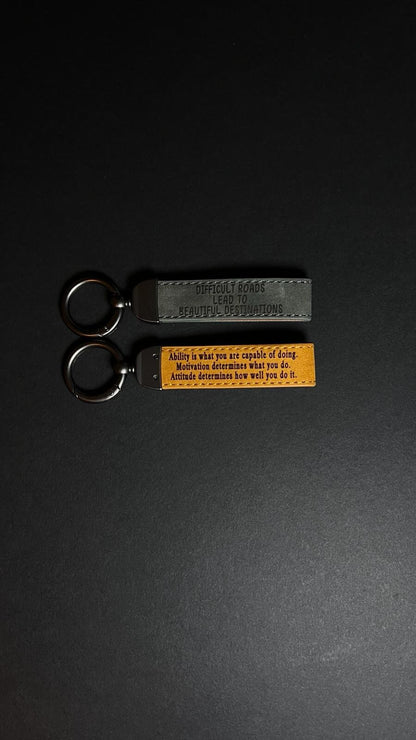 DIFFICULT ROADS
LEAD TO
BEAUTIFUL DESTINATIONS
Ability is what you are capable of doing.
Motivation determines what you do.
Attitude determines how well you do it.